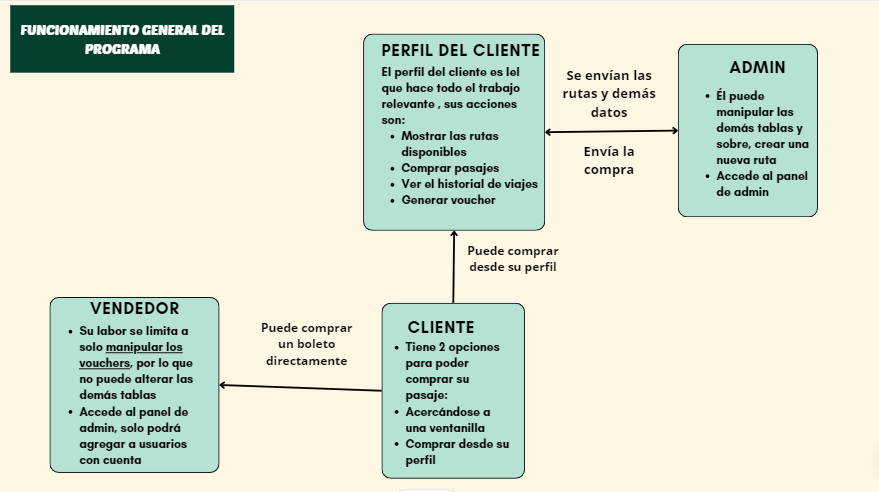 FUNCIONAMIENTO GENERAL DEL
PROGRAMA
PERFIL DEL CLIENTE
El perfil del cliente es lel
que hace todo el trabajo
relevante , sus acciones
son:
• Mostrar las rutas
disponibles
• Comprar pasajes
• Ver el historial de viajes
• Generar voucher
Se envían las
rutas y demás
datos
Envía la
compra
ADMIN
• Él puede
manipular las
demás tablas y
sobre, crear una
nueva ruta
• Accede al panel
de admin
Puede comprar
desde su perfil
VENDEDOR
• Su labor se limita a
solo manipular los
vouchers, por lo que
no puede alterar las
demás tablas
• Accede al panel de
admin, solo podrá
agregar a usuarios
con cuenta
Puede comprar
un boleto
directamente
CLIENTE
• Tiene 2 opciones
para poder
comprar su
pasaje:
• Acercándose a
una ventanilla
• Comprar desde su
perfil